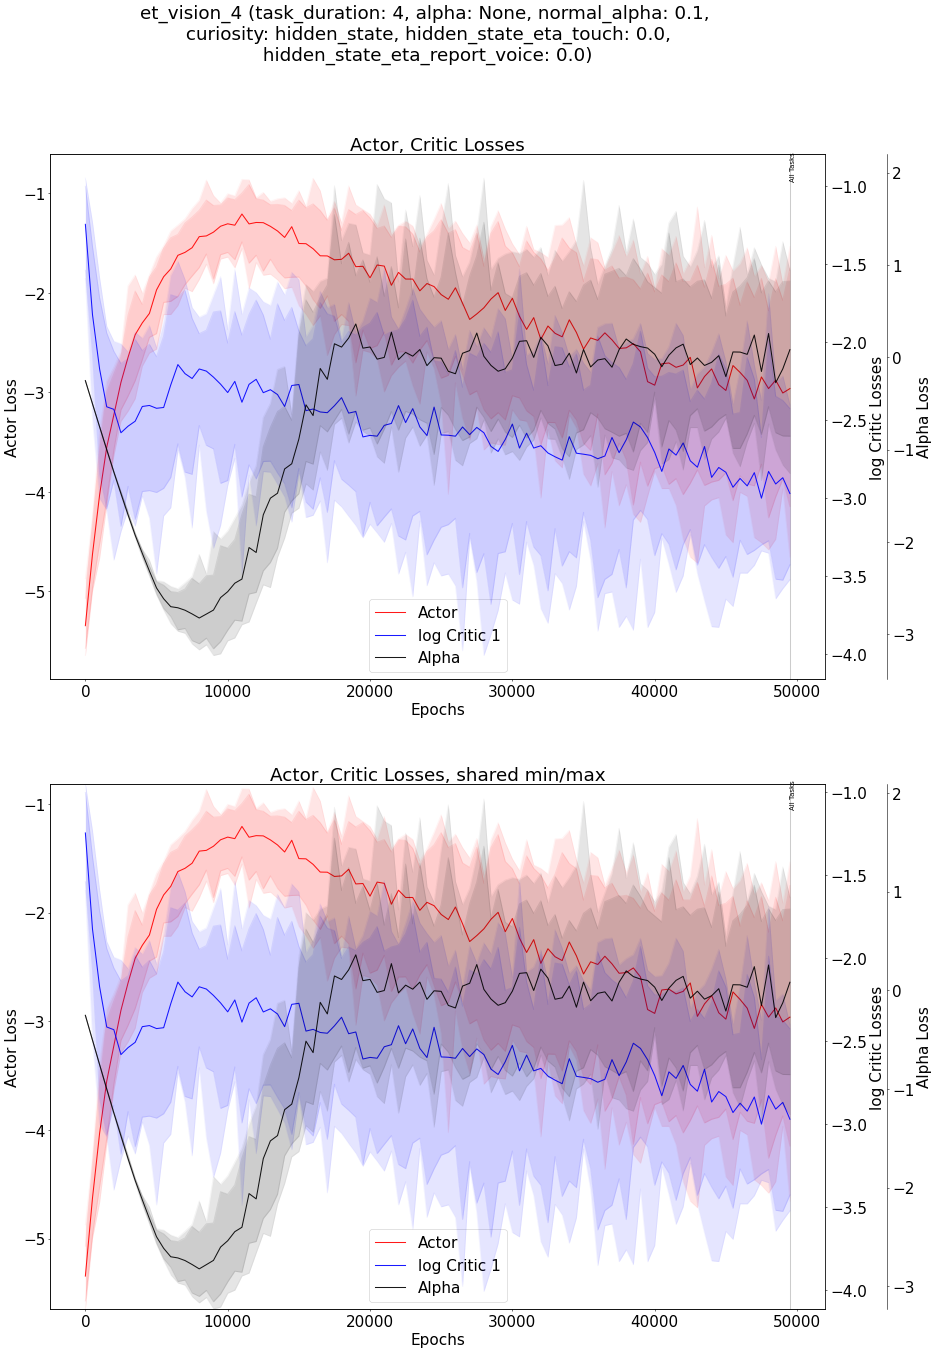 et_vision_4 (task_duration: 4, alpha: None, normal_alpha: 0.1,
curiosity: hidden_state, hidden_state_eta_touch: 0.0,
hidden_state_eta_report_voice: 0.0)
Actor, Critic Losses
All Tasks
−1
−2
−3
−4
−5
Actor Loss
−1.0
−1.5
−2.0
−2.5
−3.0
−3.5
−4.0
log Critic Losses
2
1
0
−1
−2
−3
Alpha Loss
Actor
log Critic 1
Alpha
0
10000
20000
30000
40000
50000
Epochs
Actor, Critic Losses, shared min/max
All Tasks
−1
−2
−3
−4
−5
Actor Loss
−1.0
−1.5
−2.0
−2.5
−3.0
−3.5
−4.0
log Critic Losses
2
1
0
−1
−2
−3
Alpha Loss
Actor
log Critic 1
Alpha
0
10000
20000
30000
40000
50000
Epochs